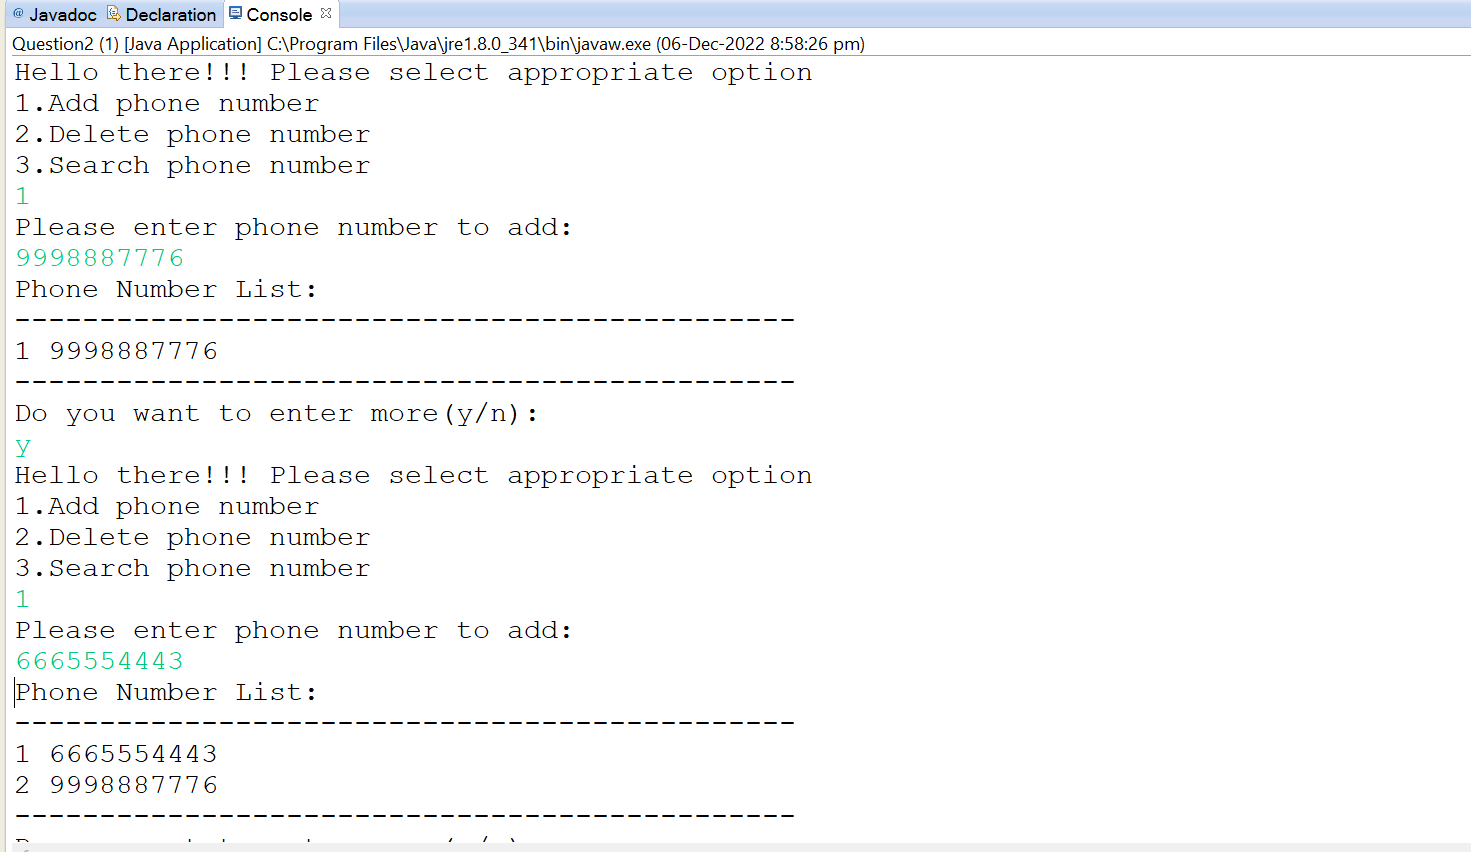 @ Javadoc Declaration Console
Question2 (1) [Java Application] C:\Program Files\Java\jre1.8.0_341\bin\javaw.exe (06-Dec-2022 8:58:26 pm)
Hello there!!! Please select appropriate option
1.Add phone number
2.Delete phone number
3.Search phone number
1
Please enter phone number to add:
9998887776
Phone Number List:
----------------------------------------------
1 9998887776
----------------------------------------------
Do you want to enter more(y/n):
y
Hello there!!! Please select appropriate option
1.Add phone number
2.Delete phone number
3.Search phone number
1
Please enter phone number to add:
6665554443
Phone Number List:
----------------------------------------------
1 6665554443
2 9998887776
----------------------------------------------